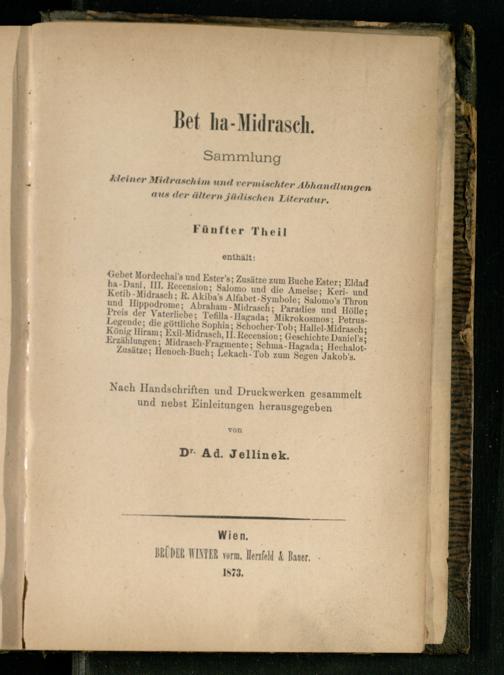 Bet ha-Midrasch.
Sammlung
kleiner Midraschim und vermischter Abhandlungen
aus der ältern jüdischen Literatur.
Fünfter Theil
enthält:
Gebet Mordechai's und Ester's; Zusätze zum Buche Ester; Eldad
ha-Dani, III. Recension; Salomo und die Ameise; Keri- und
Ketib-Midrasch; R. Akiba's Alfabet-Symbole; Salomo's Thron
und Hippodrome; Abraham-Midrasch; Paradies und Hölle;
Preis der Vaterliebe; Tefilla-Hagada; Mikrokosmos; Petrus-
Legende; die göttliche Sophia; Schocher-Tob; Hallel-Midrasch;
König Hiram; Exil-Midrasch, II. Recension; Geschichte Daniel's;
Erzählungen; Midrasch-Fragmente; Schma-Hagada; Hechalot-
Zusätze; Henoch-Buch; Lekach-Tob zum Segen Jakob's.
Nach Handschriften und Druckwerken gesammelt
und nebst Einleitungen herausgegeben
von
Dr. Ad. Jellinek.
Wien.
BRÜDER WINTER vorm. Herzfeld & Bauer.
1873.